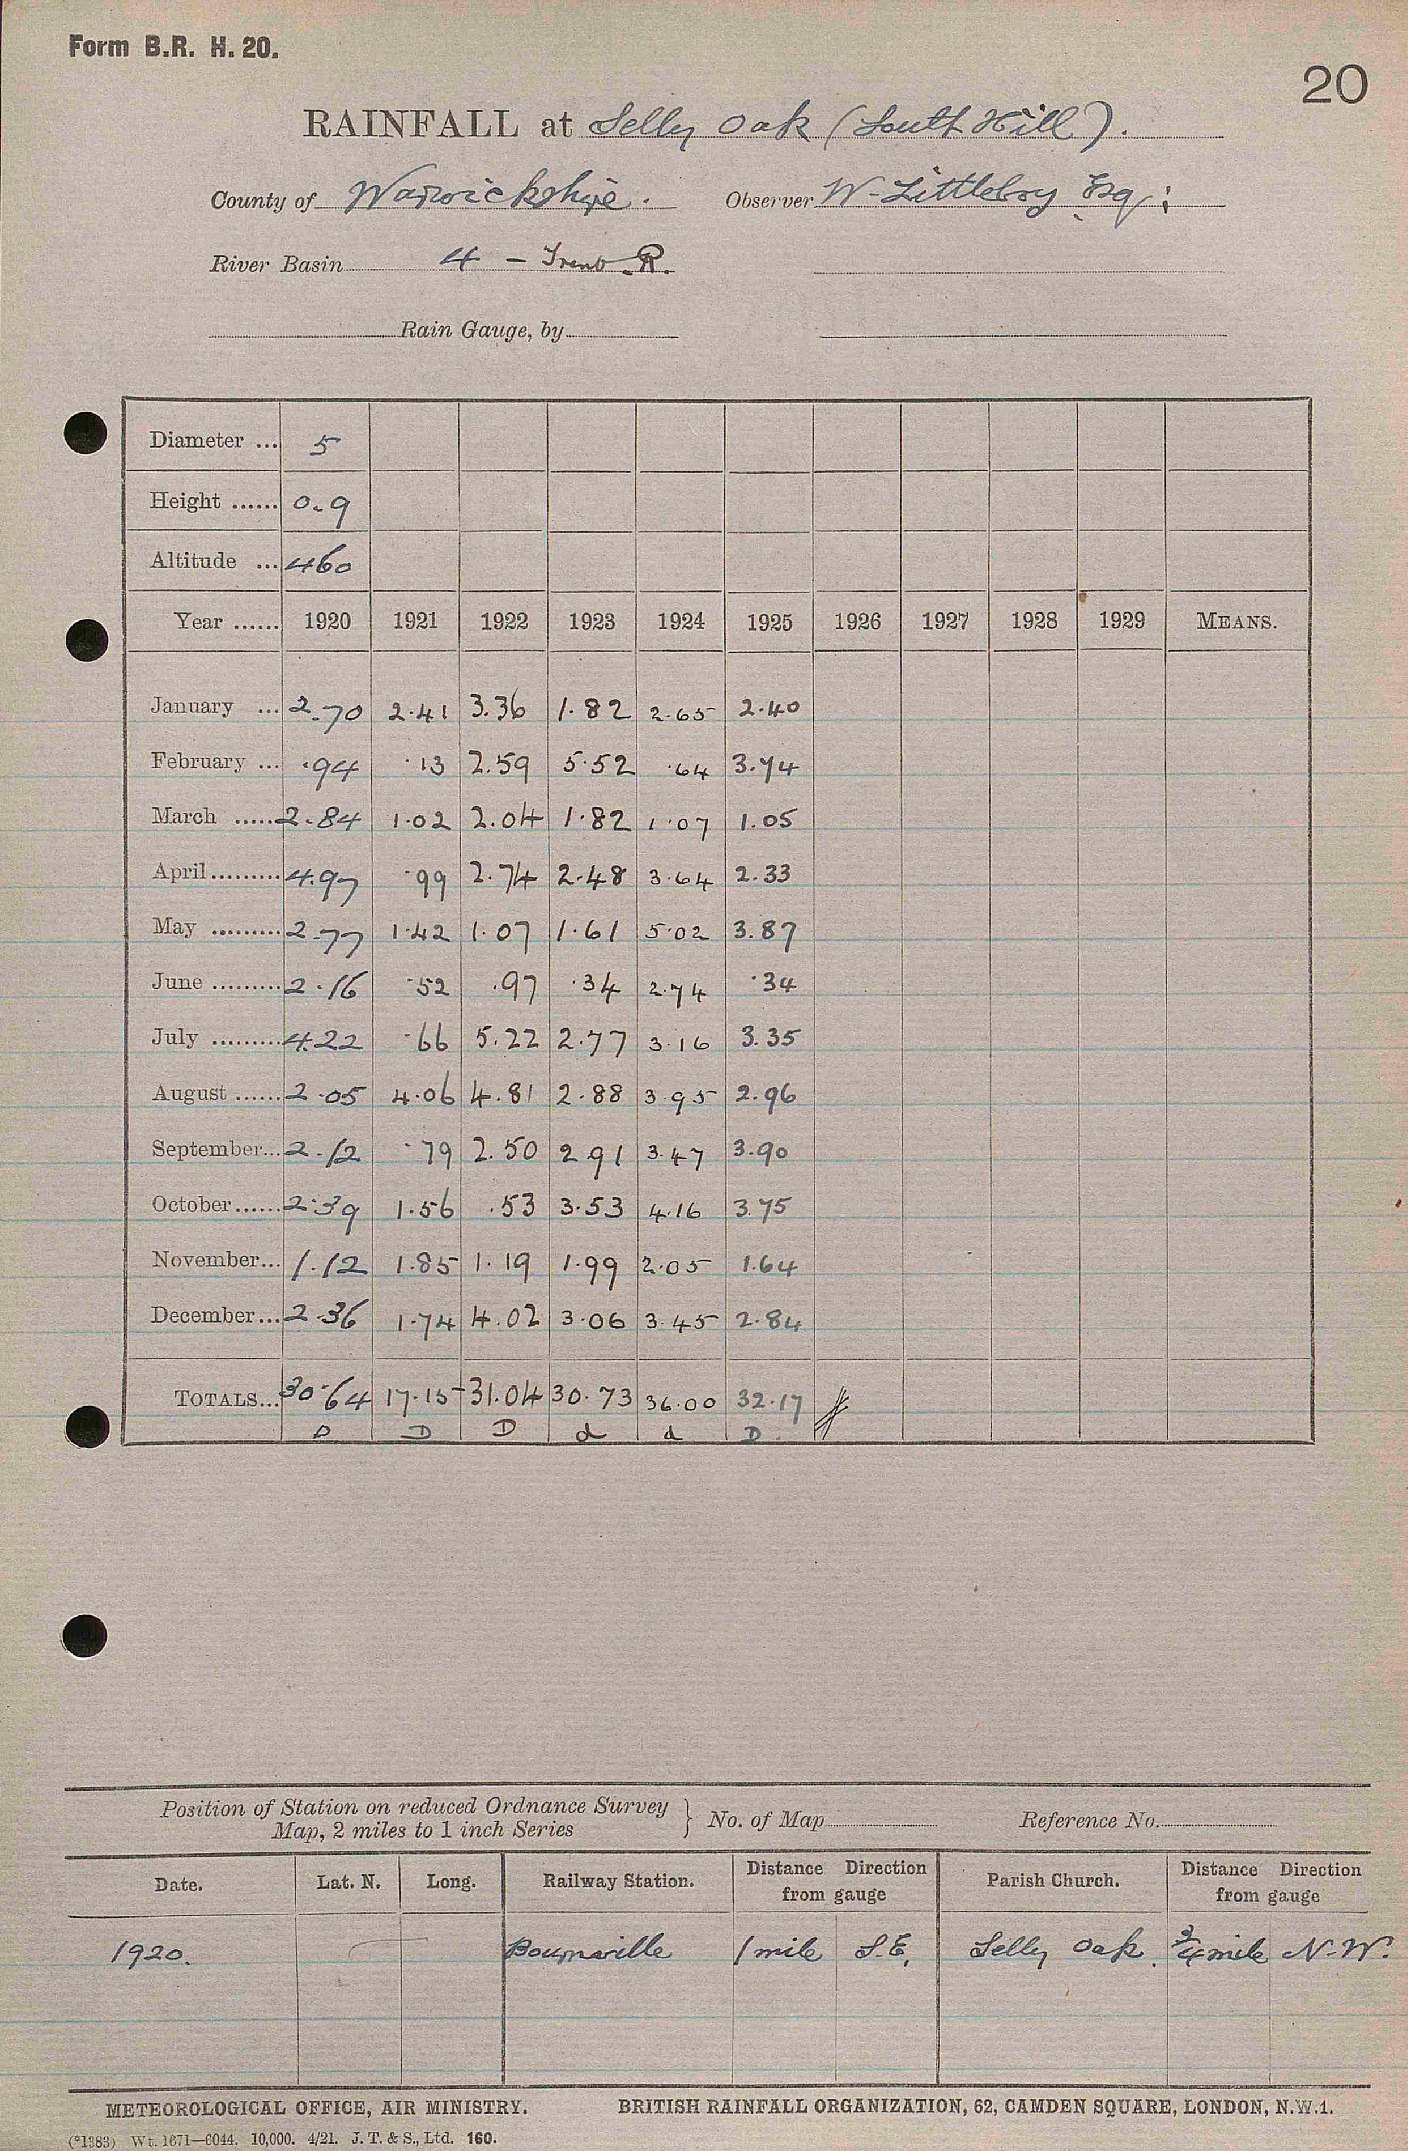 Form B.R. H. 20.
20
RAINFALL at Selly Oak (South Hill).
County of Warwickshire. Observer W. Littleboy Esq;
River Basin 4 - Trent R.
Rain Gauge, by
Diameter ... 5
Height ...... 0.9
Altitude ... 460
Year ...... 1920 1921 1922 1923 1924 1925 1926 1927 1928 1929 MEANS.
January ... 2.70 2.41 3.36 1.82 2.65 2.40
February ... .94 .13 2.59 5.52 .64 3.74
March ..... 2.84 1.02 2.04 1.82 1.07 1.05
April ......... 4.97 .99 2.74 2.48 3.64 2.33
May ......... 2.77 1.42 1.07 1.61 5.02 3.87
June ......... 2.16 .52 .97 .34 2.74 .34
July ......... 4.22 .66 5.22 2.77 3.16 3.35
August ...... 2.05 4.06 4.81 2.88 3.95 2.96
September... 2.12 .79 2.50 2.91 3.47 3.90
October...... 2.39 1.56 .53 3.53 4.16 3.75
November... 1.12 1.85 1.19 1.99 2.05 1.64
December... 2.36 1.74 4.02 3.06 3.45 2.84
TOTALS... 30.64 17.15 31.04 30.73 36.00 32.17
D D D d d D.
Position of Station on reduced Ordnance Survey
Map, 2 miles to 1 inch Series } No. of Map Reference No.
Date. Lat. N. Long. Railway Station. Distance Direction from gauge Parish Church. Distance Direction from gauge
1920. Bournville 1 mile S.E. Selly Oak. 3/4 mile N.W.
METEOROLOGICAL OFFICE, AIR MINISTRY. BRITISH RAINFALL ORGANIZATION, 62, CAMDEN SQUARE, LONDON, N.W.1.
(*1383) Wt. 1671—C044. 10,000. 4/21. J. T. & S., Ltd. 160.